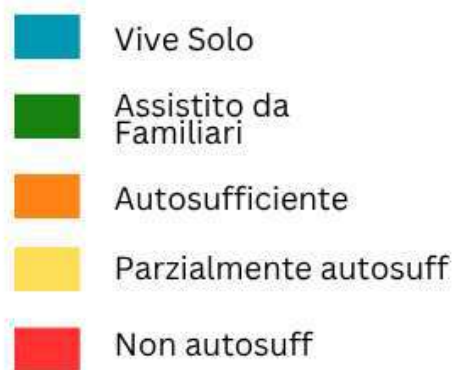 Vive Solo
Assistito da
Familiari
Autosufficiente
Parzialmente autosuff
Non autosuff